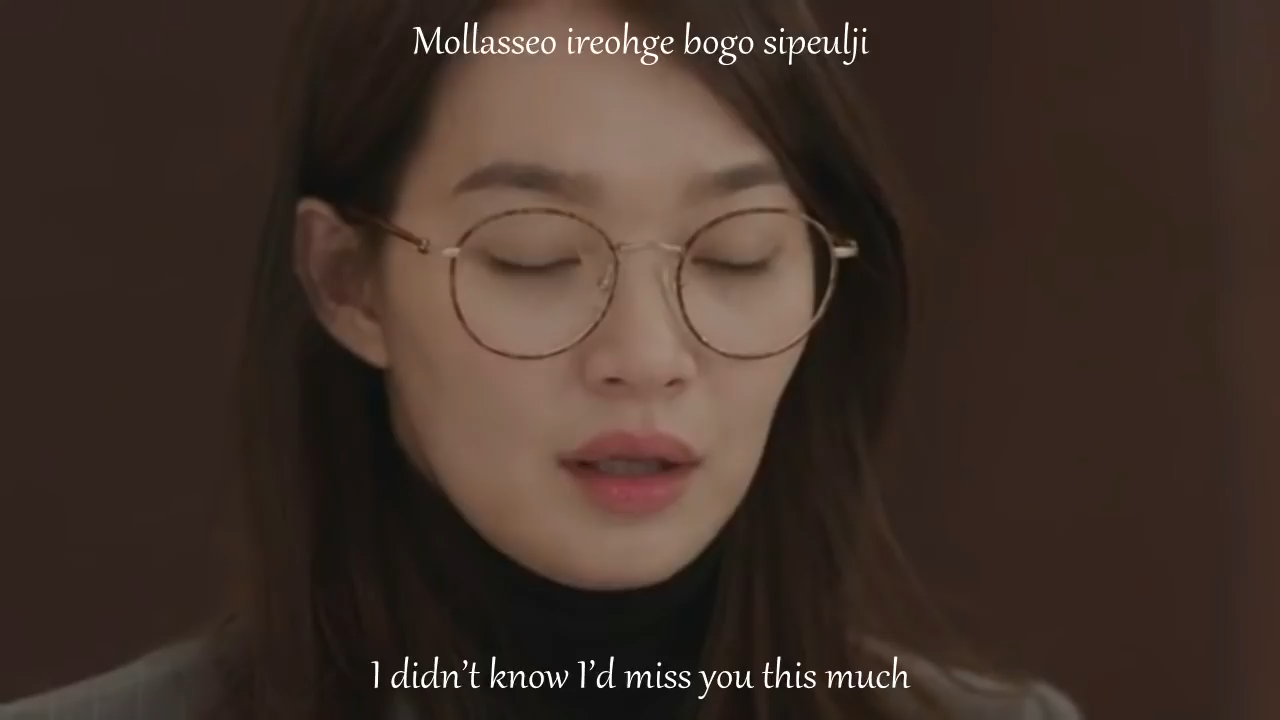 Mollasseo ireohge bogo sipeulji
I didn’t know I’d miss you this much